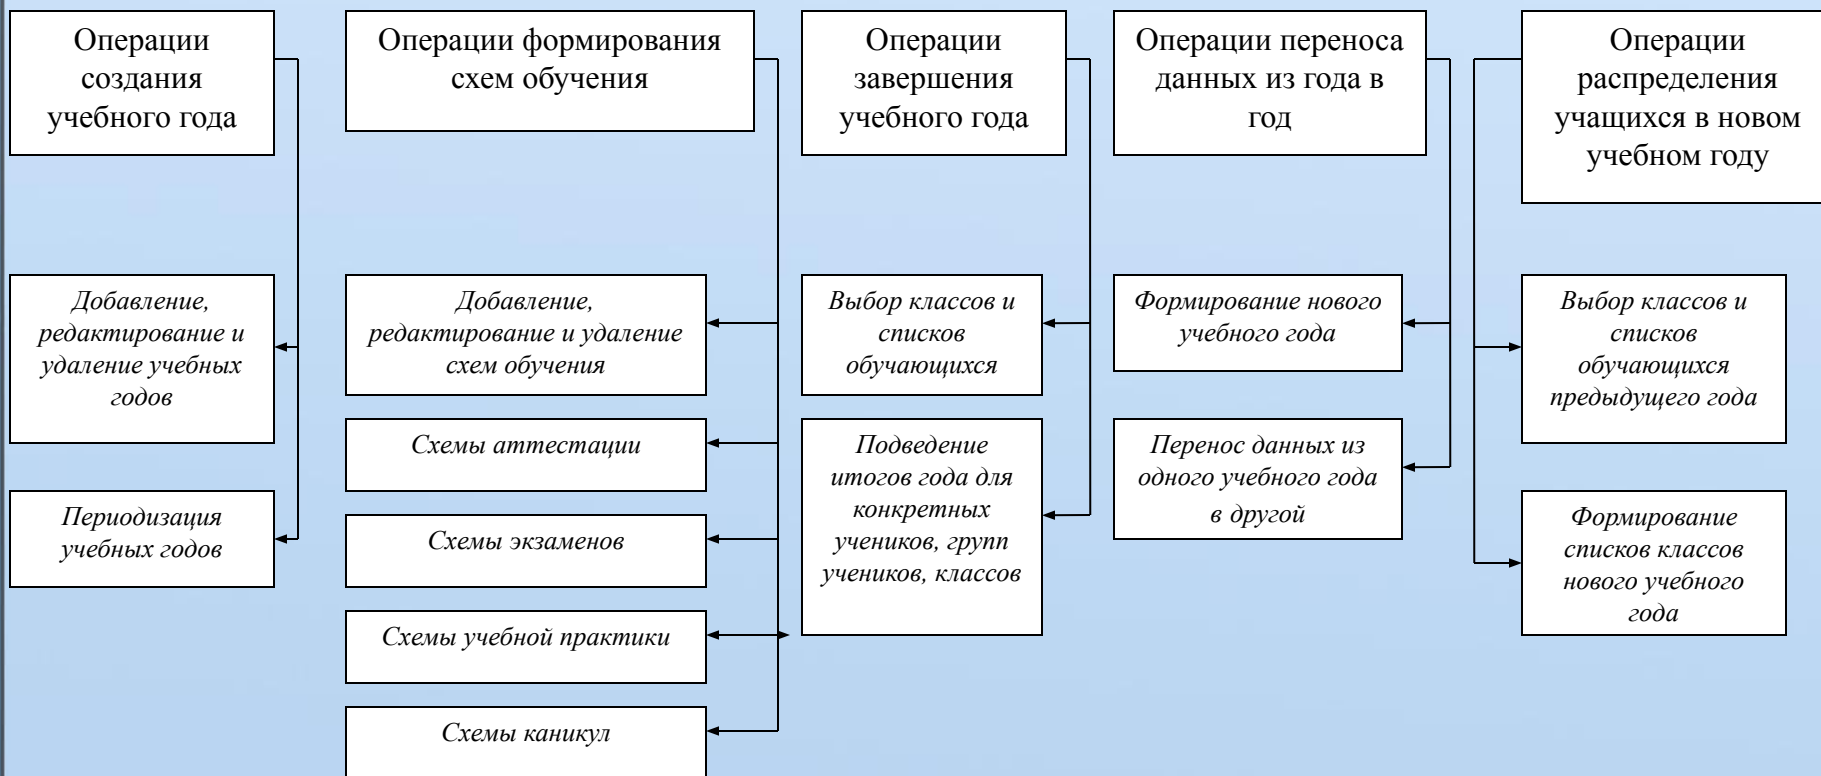 Операции
создания
учебного года
Операции формирования
схем обучения
Операции
завершения
учебного года
Операции переноса
данных из года в
год
Операции
распределения
учащихся в новом
учебном году
Добавление,
редактирование и
удаление учебных
годов
Периодизация
учебных годов
Добавление,
редактирование и удаление
схем обучения
Схемы аттестации
Схемы экзаменов
Схемы учебной практики
Схемы каникул
Выбор классов и
списков
обучающихся
Подведение
итогов года для
конкретных
учеников, групп
учеников, классов
Формирование нового
учебного года
Перенос данных из
одного учебного года
в другой
Выбор классов и
списков
обучающихся
предыдущего года
Формирование
списков классов
нового учебного
года